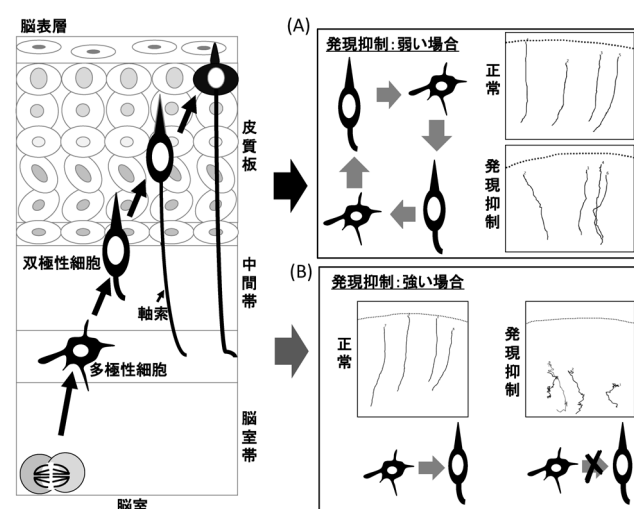 脳表層
皮質板
双極性細胞
中間帯
軸索
多極性細胞
脳室帯
脳室
(A)
発現抑制：弱い場合
正常
発現抑制
(B)
発現抑制：強い場合
正常
発現抑制